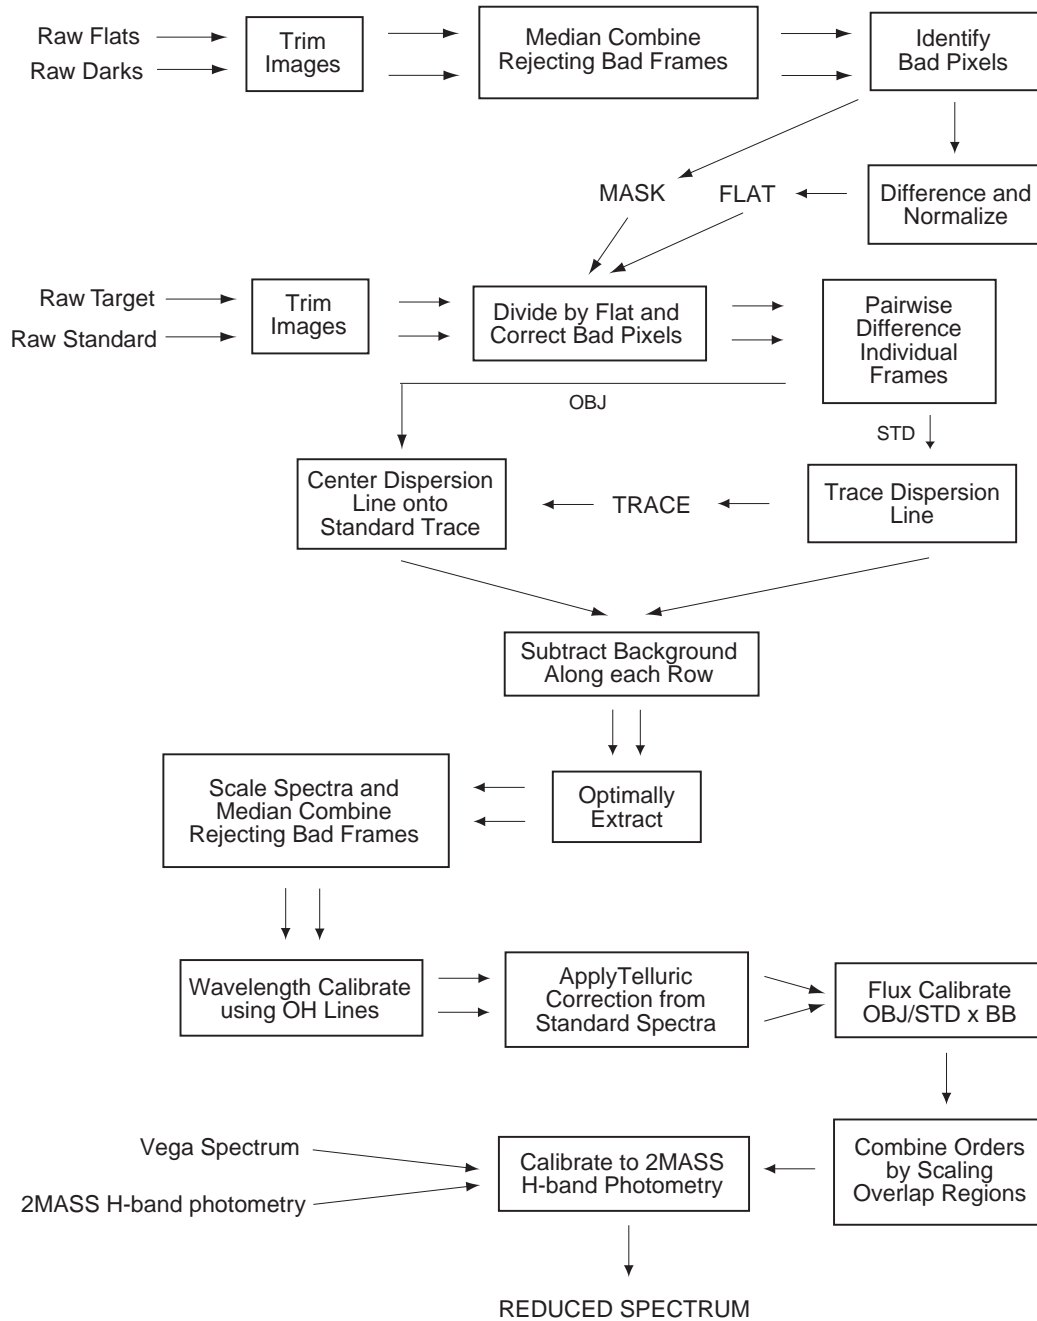 Raw Flats
Raw Darks
Trim
Images
Median Combine
Rejecting Bad Frames
Identify
Bad Pixels
MASK
FLAT
Difference and
Normalize
Raw Target
Raw Standard
Trim
Images
Divide by Flat and
Correct Bad Pixels
Pairwise
Difference
Individual
Frames
OBJ
STD
Center Dispersion
Line onto
Standard Trace
TRACE
Trace Dispersion
Line
Subtract Background
Along each Row
Scale Spectra and
Median Combine
Rejecting Bad Frames
Optimally
Extract
Wavelength Calibrate
using OH Lines
ApplyTelluric
Correction from
Standard Spectra
Flux Calibrate
OBJ/STD x BB
Vega Spectrum
2MASS H-band photometry
Calibrate to 2MASS
H-band Photometry
Combine Orders
by Scaling
Overlap Regions
REDUCED SPECTRUM